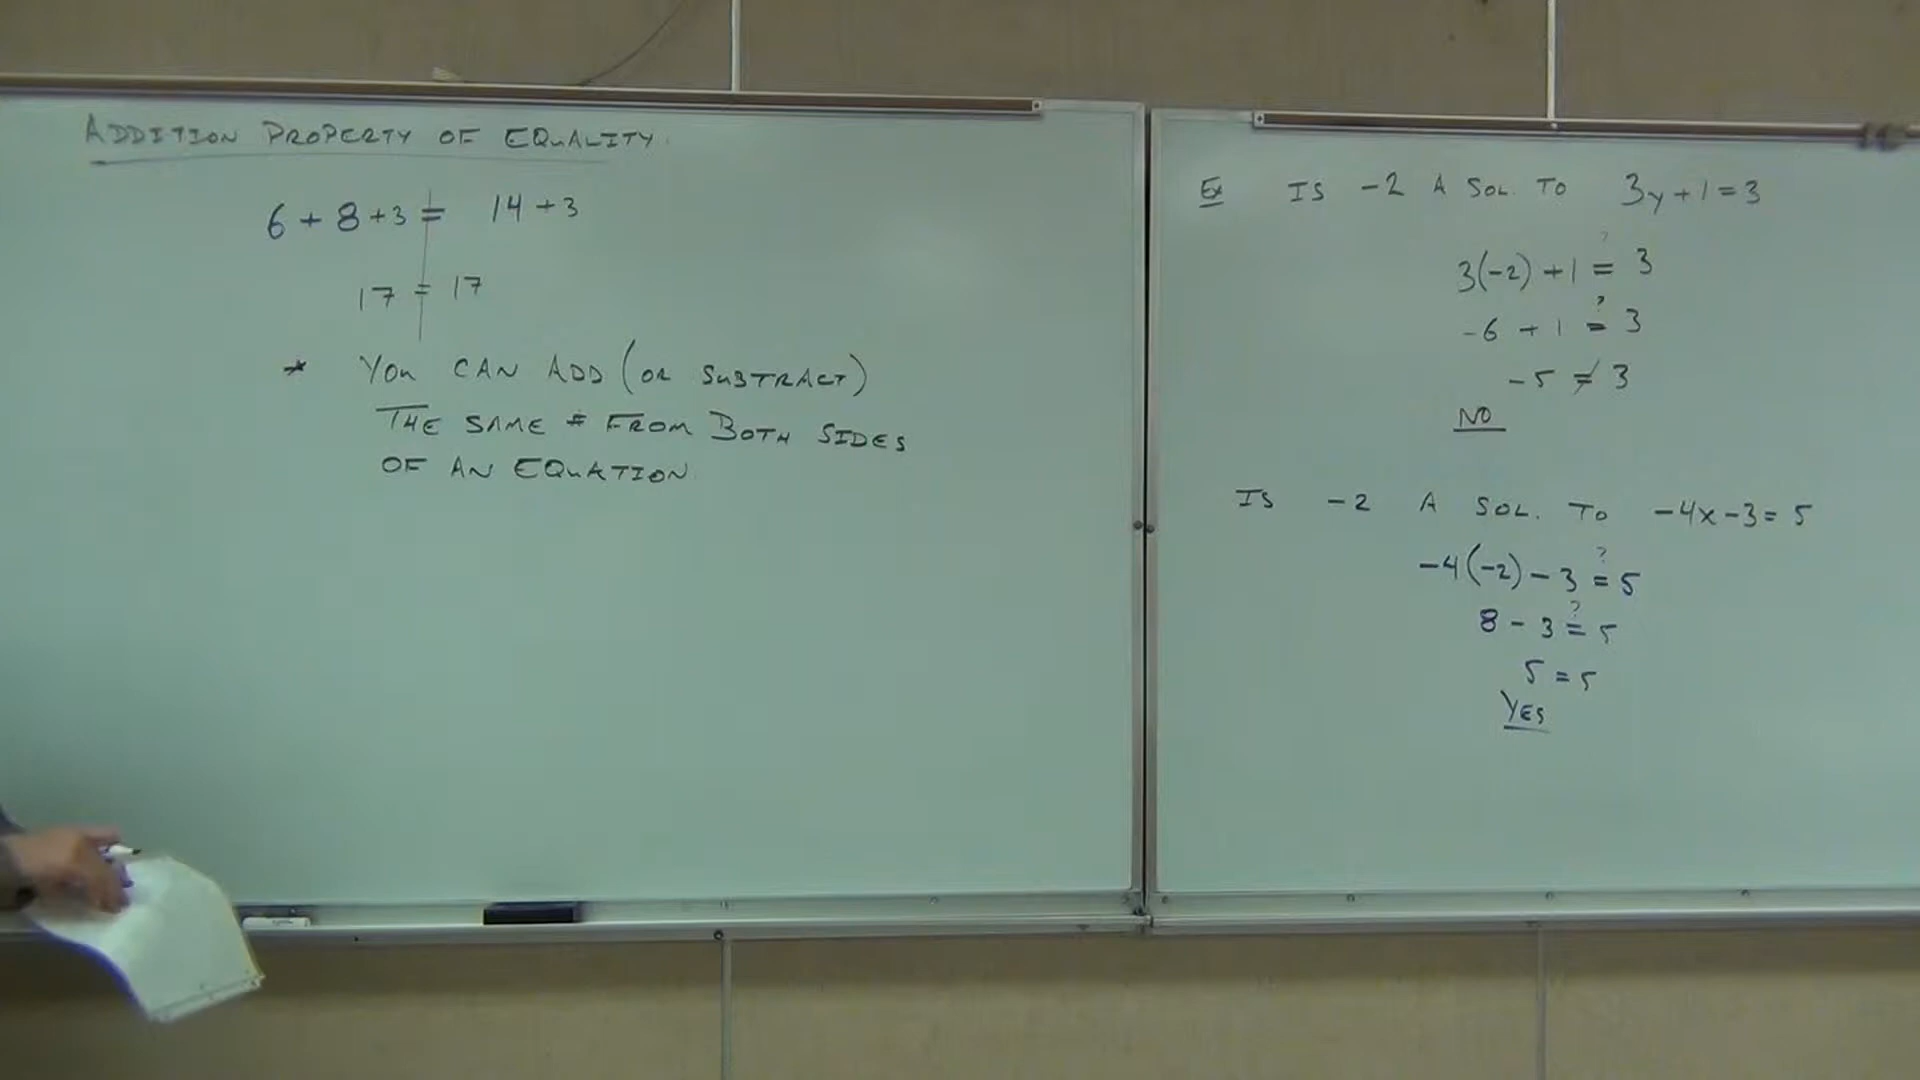 ADDITION PROPERTY OF EQUALITY.
6 + 8 + 3 = 14 + 3
17 = 17
* YOU CAN ADD (OR SUBTRACT)
THE SAME # FROM BOTH SIDES
OF AN EQUATION.
Ex IS -2 A SOL. TO 3y + 1 = 3
?
3(-2) + 1 = 3
?
-6 + 1 = 3
-5 ≠ 3
NO
IS -2 A SOL. TO -4x - 3 = 5
?
-4(-2) - 3 = 5
?
8 - 3 = 5
5 = 5
YES